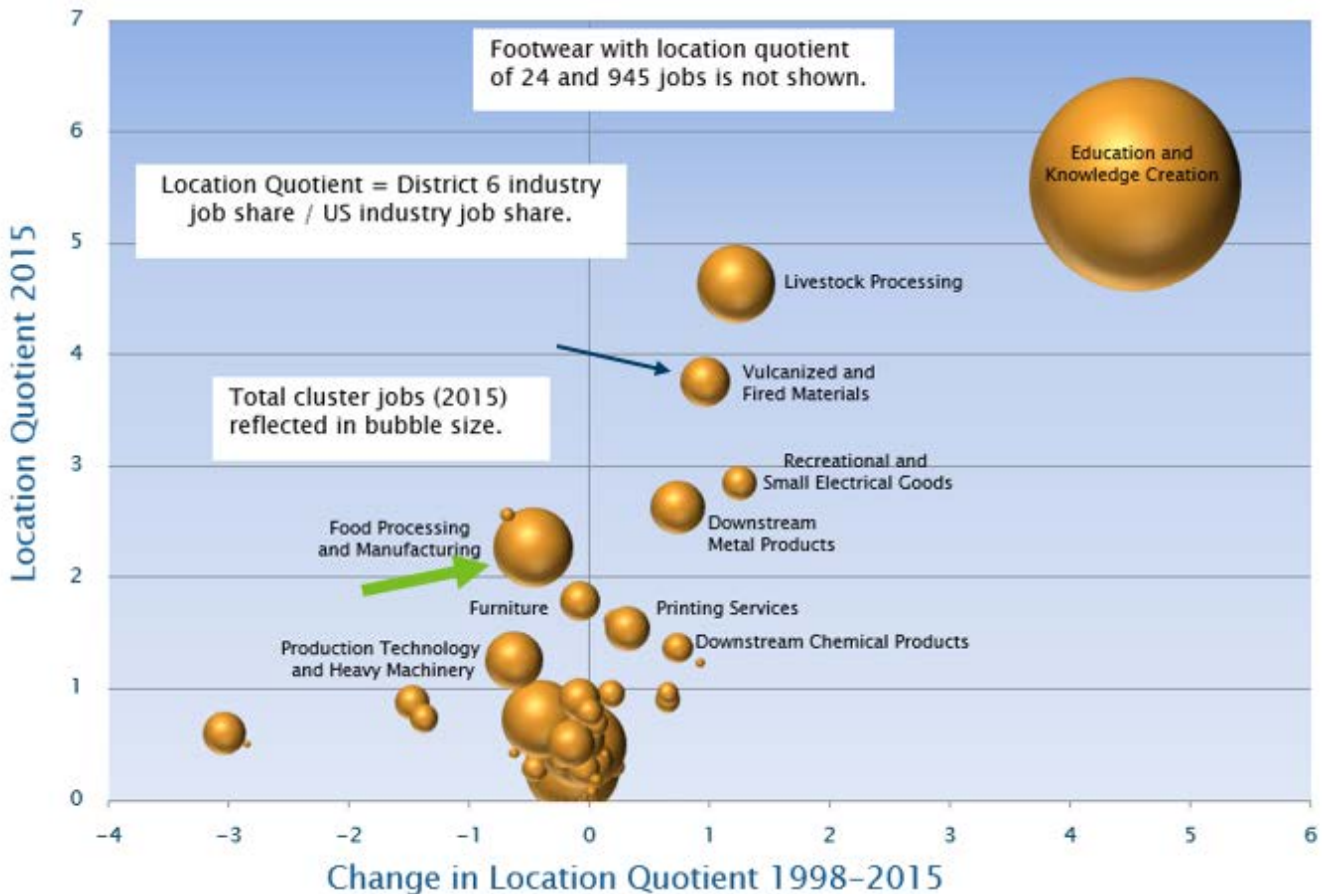 7
Footwear with location quotient
of 24 and 945 jobs is not shown.
6
Education and
Knowledge Creation
Location Quotient = District 6 industry
job share / US industry job share.
5
Livestock Processing
4
Vulcanized and
Fired Materials
Total cluster jobs (2015)
reflected in bubble size.
3
Recreational and
Small Electrical Goods
Downstream
Metal Products
Food Processing
and Manufacturing
2
Furniture
Printing Services
Downstream Chemical Products
Production Technology
and Heavy Machinery
1
0
Location Quotient 2015
-4 -3 -2 -1 0 1 2 3 4 5 6
Change in Location Quotient 1998-2015